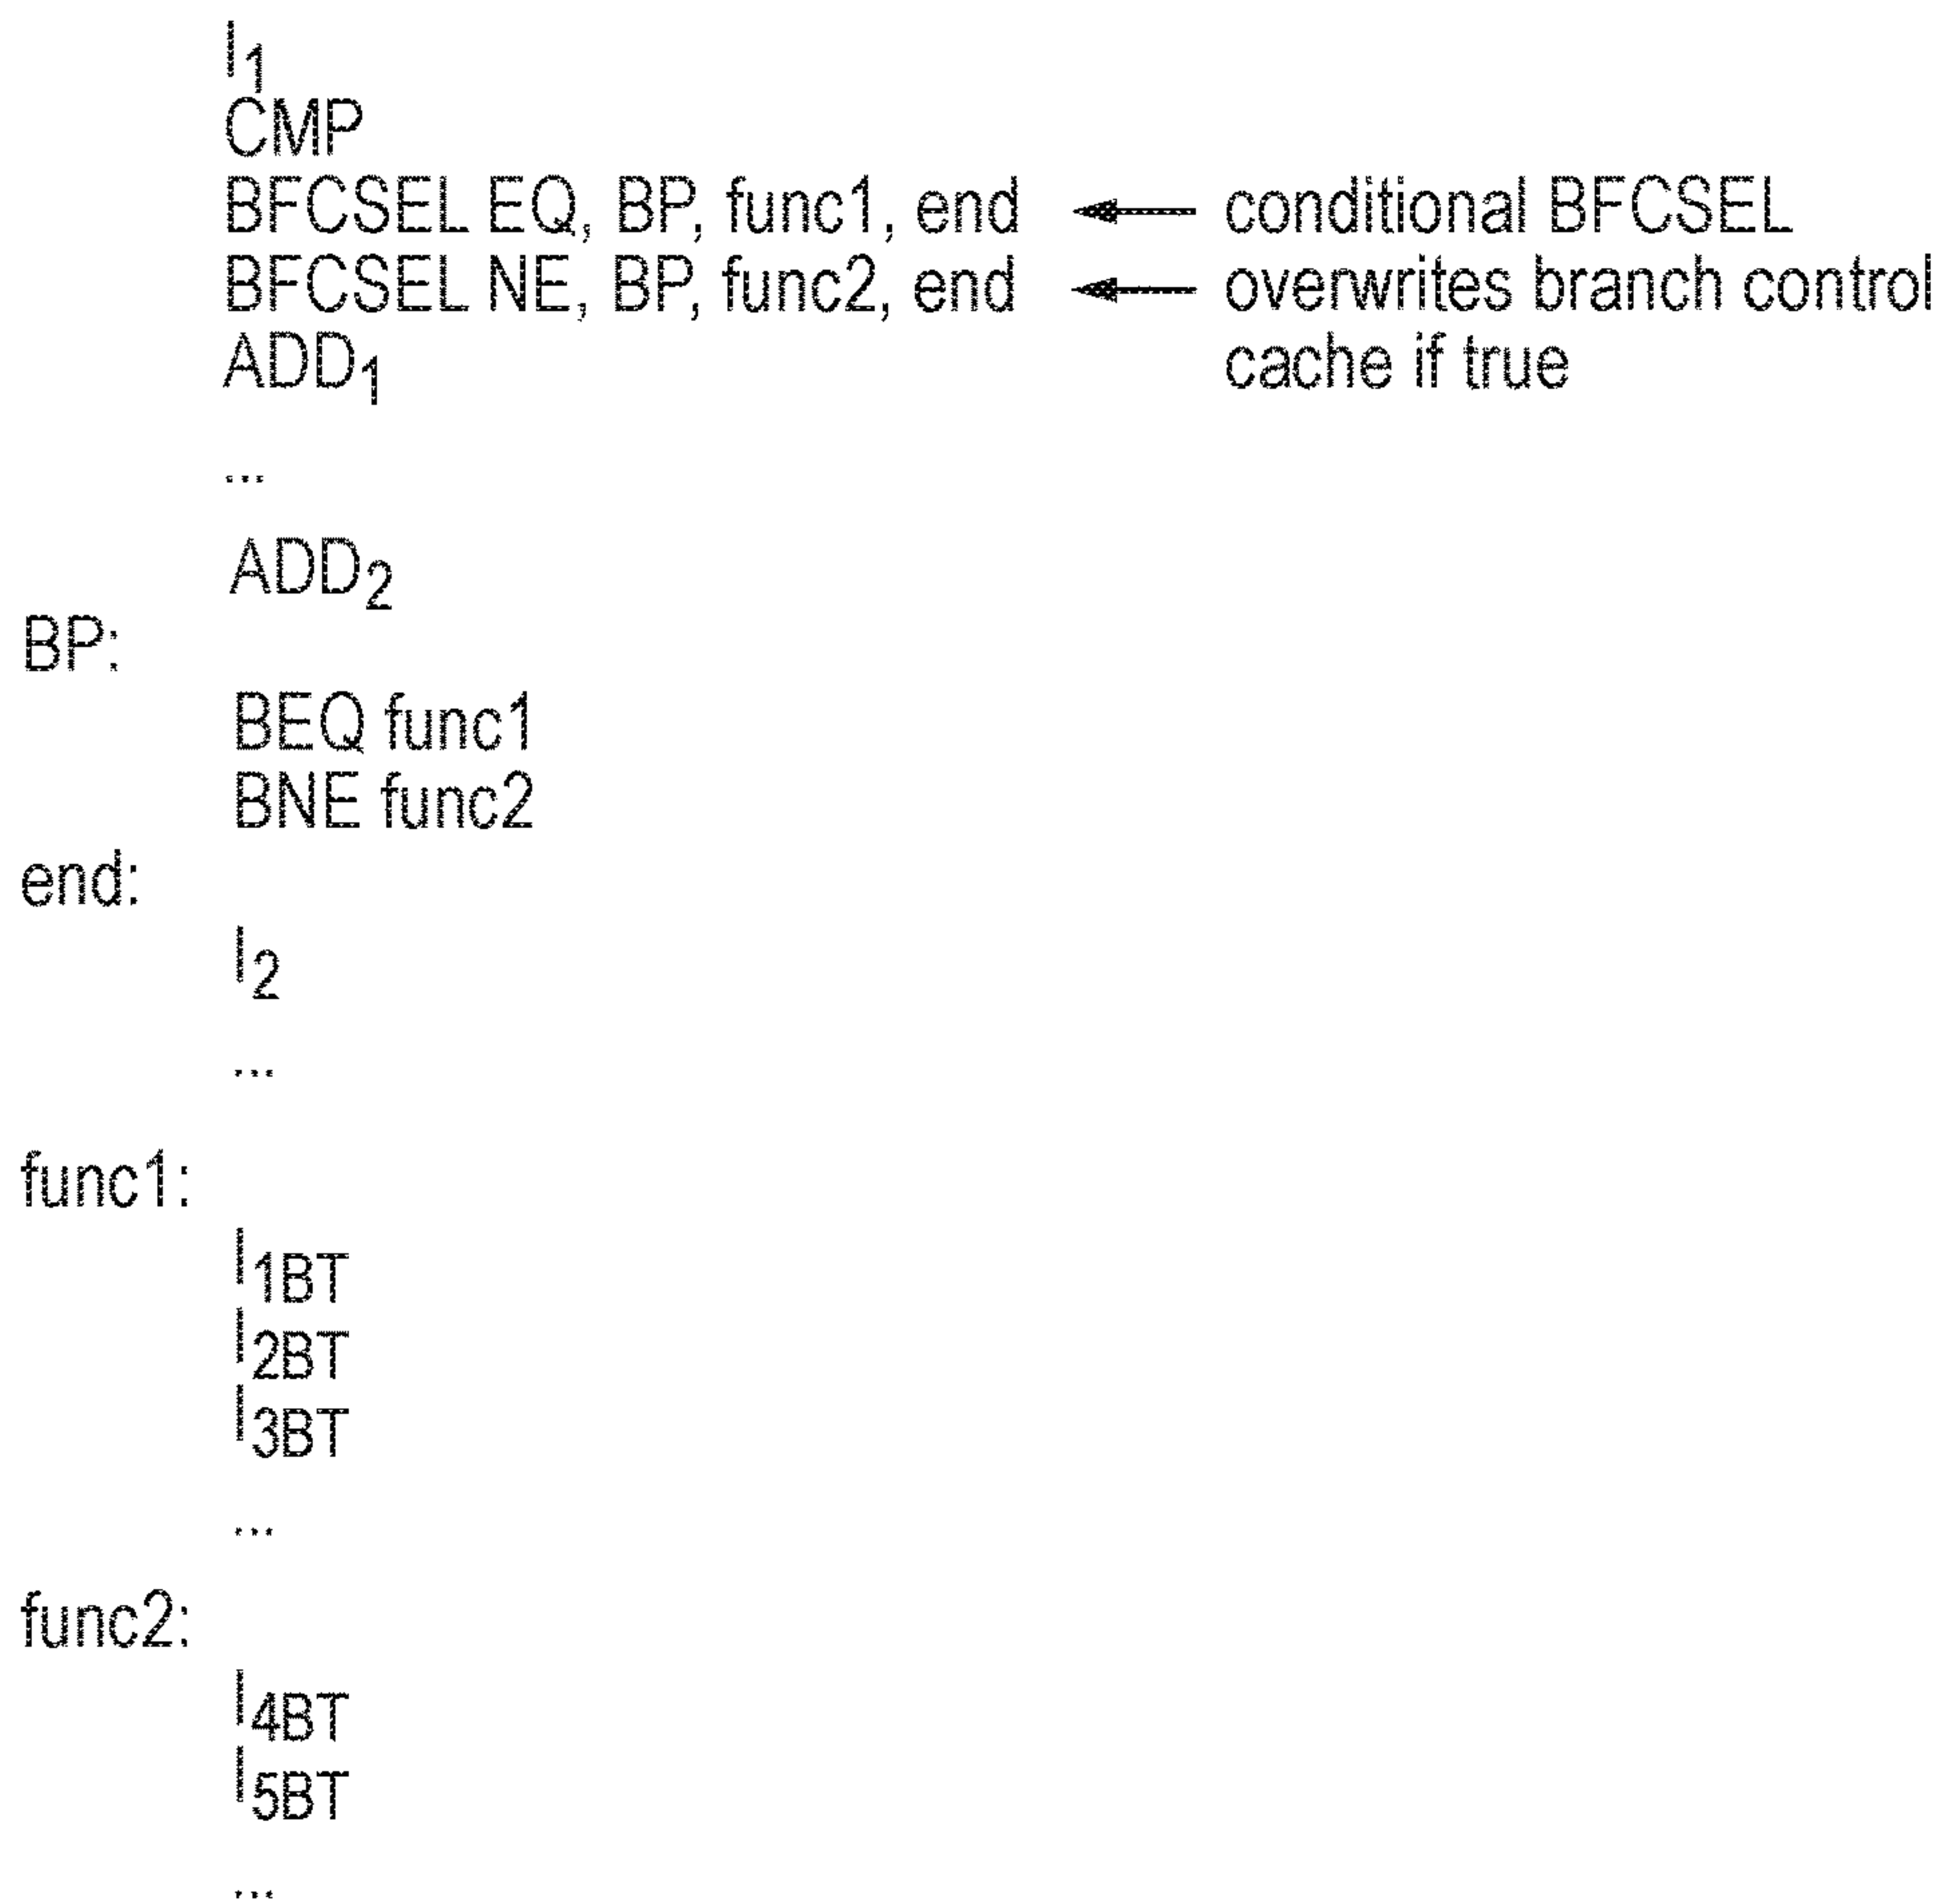 I1
CMP
BFCSEL EQ, BP, func1, end ← conditional BFCSEL
BFCSEL NE, BP, func2, end ← overwrites branch control
ADD1 cache if true
...
ADD2
BP:
BEQ func1
BNE func2
end:
I2
...
func1:
I1BT
I2BT
I3BT
...
func2:
I4BT
I5BT
...